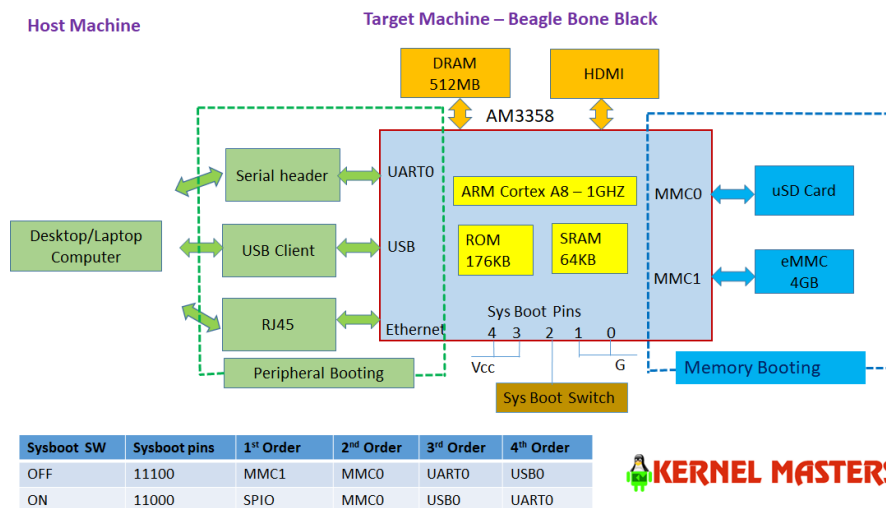 Host Machine
Target Machine – Beagle Bone Black
DRAM
512MB
HDMI
AM3358
Serial header
UART0
ARM Cortex A8 – 1GHZ
MMC0
uSD Card
Desktop/Laptop
Computer
USB Client
USB
ROM
176KB
SRAM
64KB
MMC1
eMMC
4GB
RJ45
Ethernet
Sys Boot Pins
4 3 2 1 0
Vcc
G
Peripheral Booting
Memory Booting
Sys Boot Switch
Sysboot SW Sysboot pins 1st Order 2nd Order 3rd Order 4th Order
OFF 11100 MMC1 MMC0 UART0 USB0
ON 11000 SPIO MMC0 USB0 UART0
KM
KERNEL MASTERS